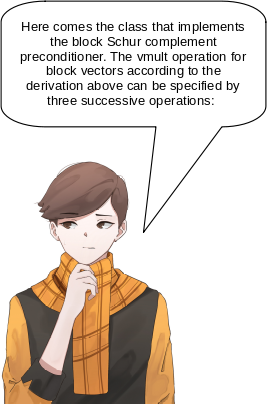 Here comes the class that implements
the block Schur complement
preconditioner. The vmult operation for
block vectors according to the
derivation above can be specified by
three successive operations: